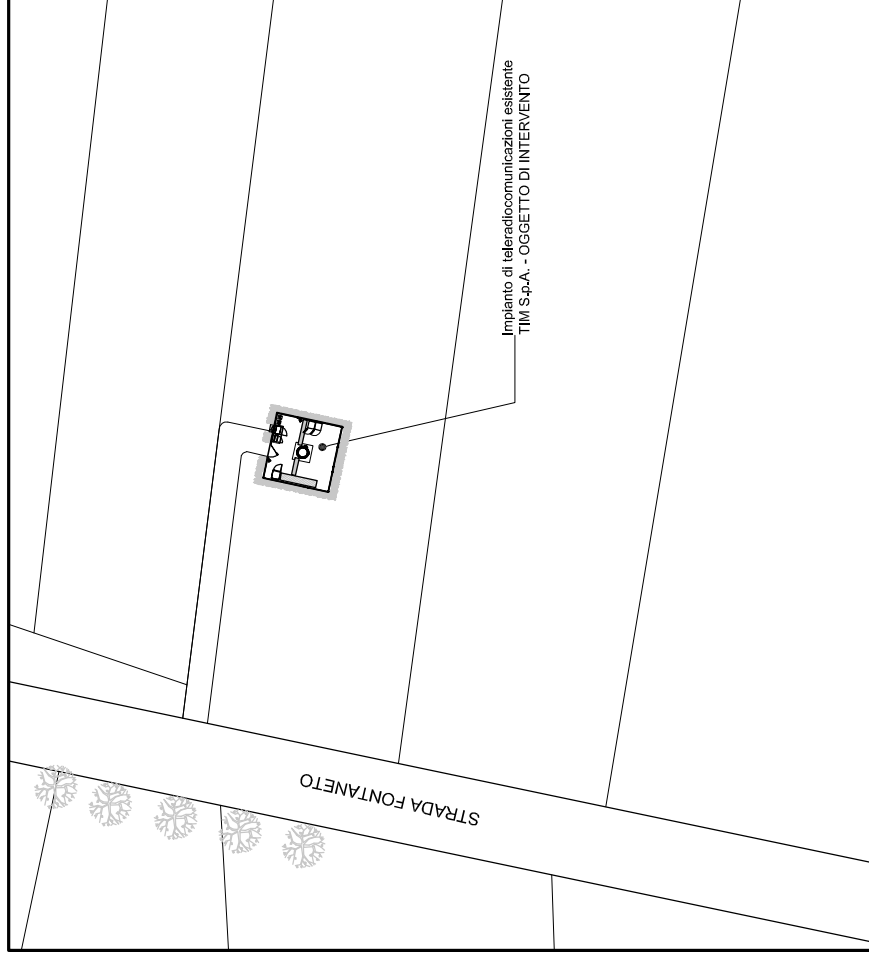 Impianto di teleradiocomunicazioni esistente
TIM S.p.A. - OGGETTO DI INTERVENTO
STRADA FONTANETO